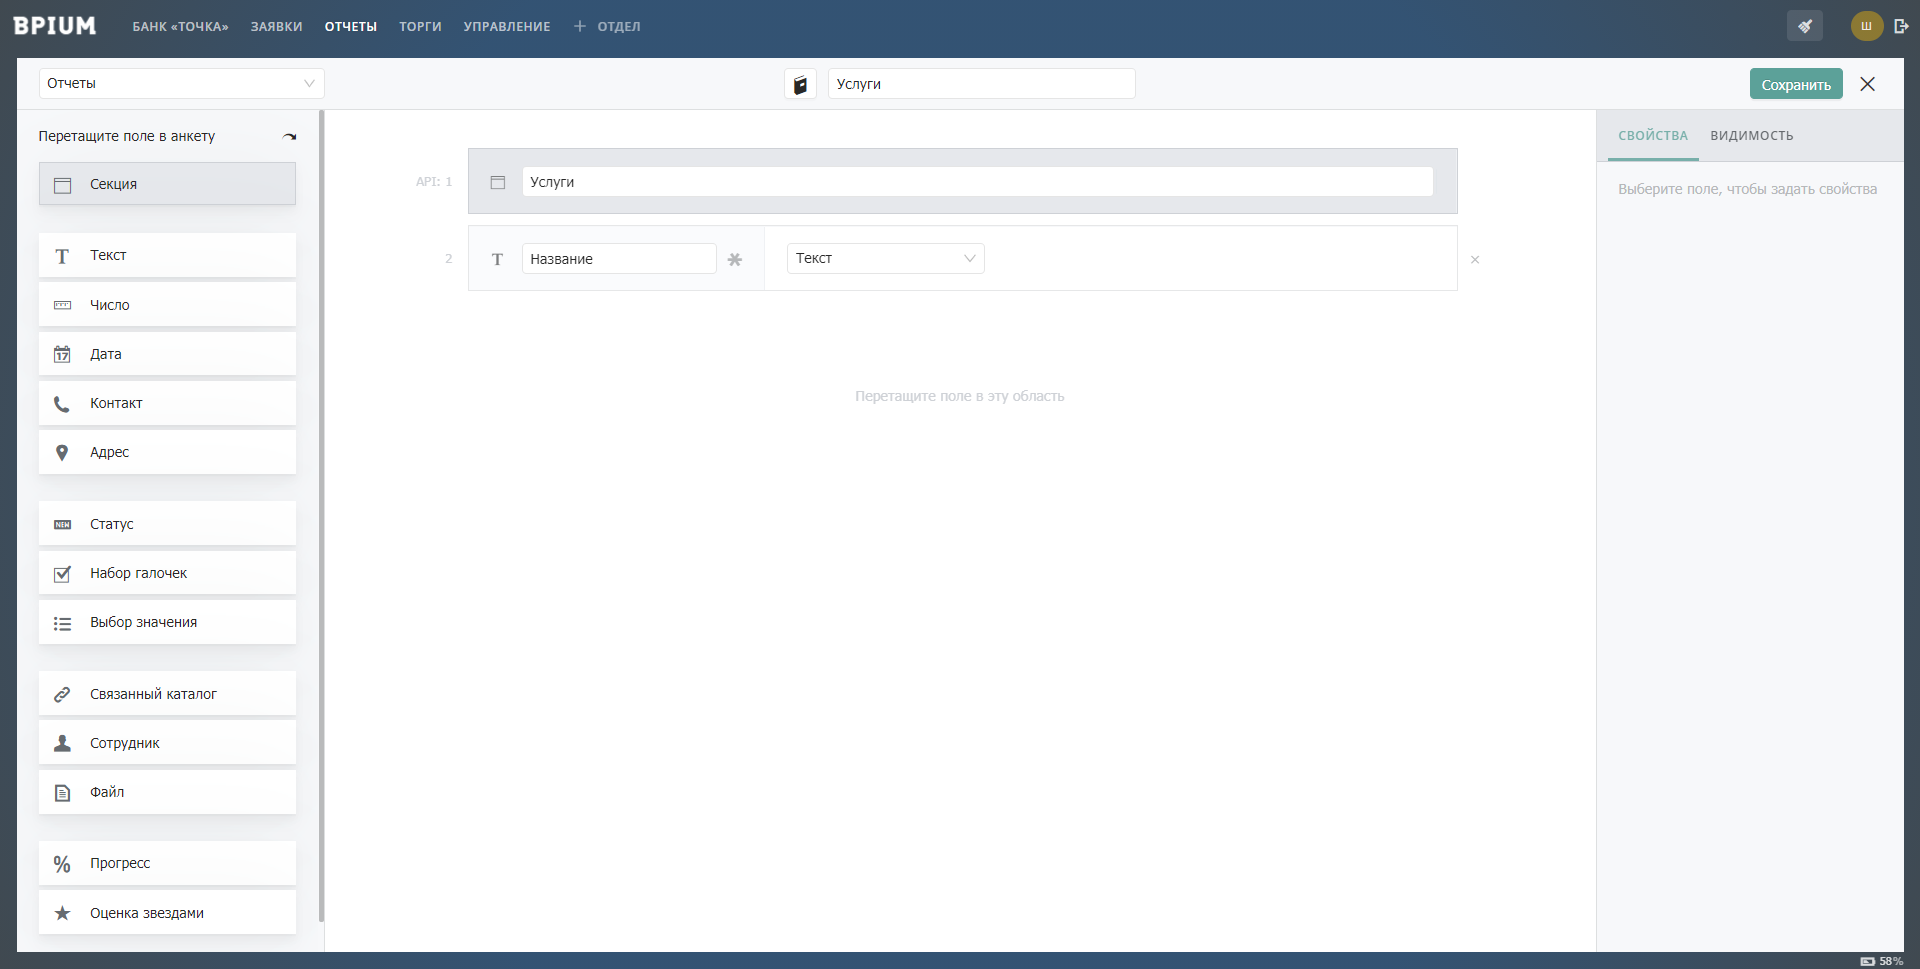 BPIUM
БАНК «ТОЧКА»
ЗАЯВКИ
ОТЧЕТЫ
ТОРГИ
УПРАВЛЕНИЕ
+ ОТДЕЛ
Ш
Отчеты
Услуги
Сохранить
Перетащите поле в анкету
Секция
Текст
Число
17
Дата
Контакт
Адрес
NEW
Статус
Набор галочек
Выбор значения
Связанный каталог
Сотрудник
Файл
%
Прогресс
Оценка звездами
API: 1
Услуги
2
T
Название
Текст
Перетащите поле в эту область
СВОЙСТВА
ВИДИМОСТЬ
Выберите поле, чтобы задать свойства
58%